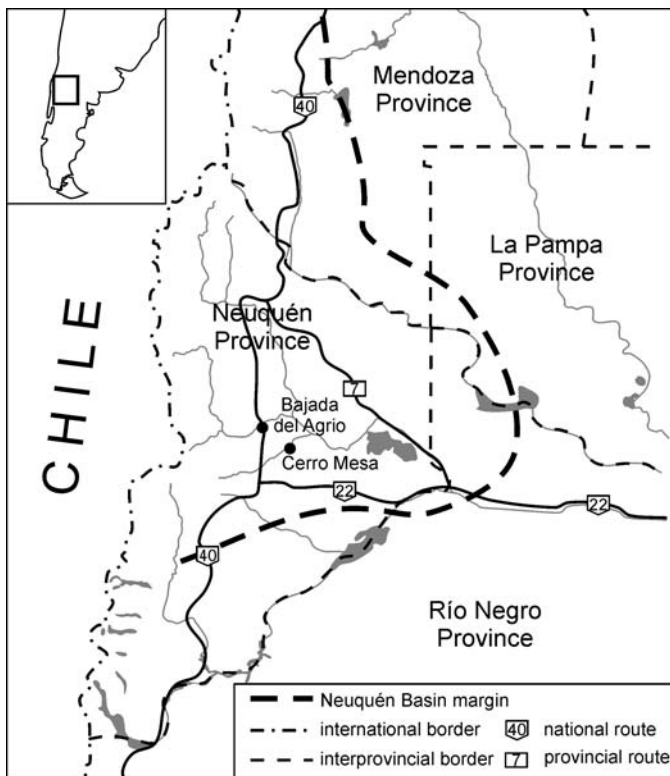 Mendoza
Province
40
La Pampa
Province
CHILE
Neuquén
Province
7
Bajada
del Agrio
Cerro Mesa
22
22
40
Río Negro
Province
Neuquén Basin margin
international border
40 national route
interprovincial border
7 provincial route